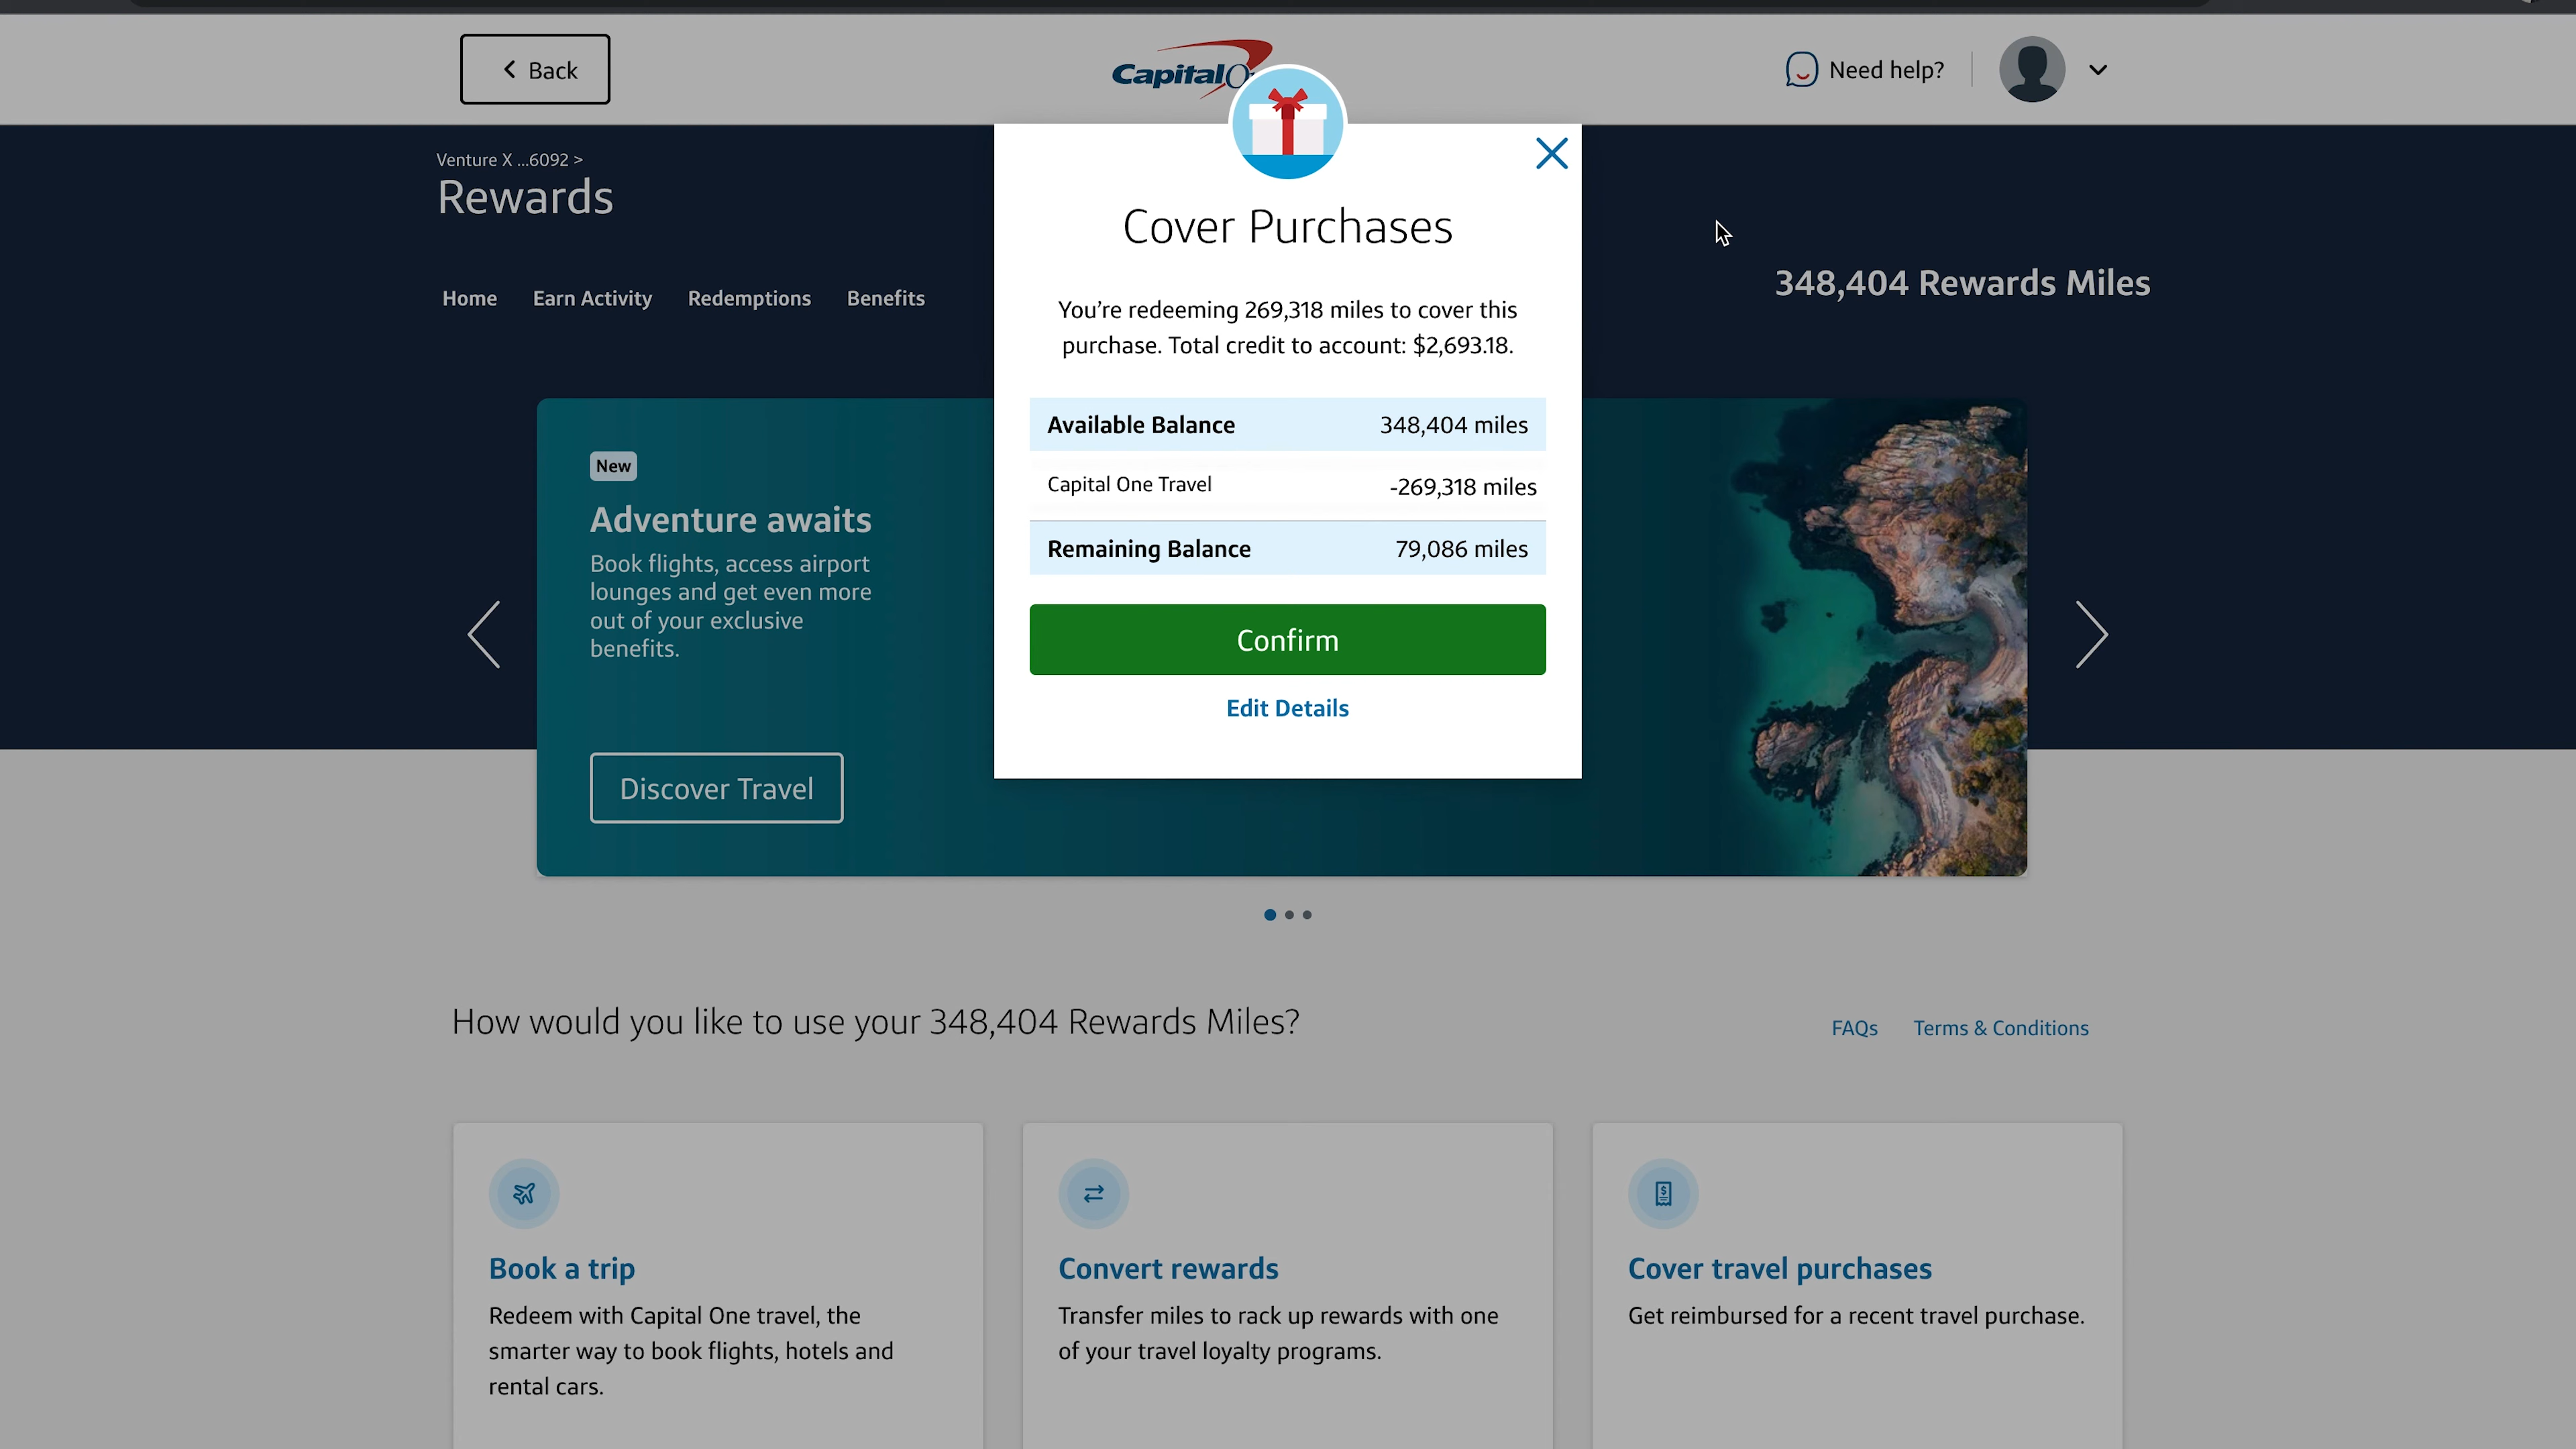 Back
Capital
Need help?
Venture X ...6092 >
Rewards
Home Earn Activity Redemptions Benefits
348,404 Rewards Miles
Cover Purchases
You're redeeming 269,318 miles to cover this
purchase. Total credit to account: $2,693.18.
Available Balance 348,404 miles
Capital One Travel -269,318 miles
Remaining Balance 79,086 miles
Confirm
Edit Details
New
Adventure awaits
Book flights, access airport
lounges and get even more
out of your exclusive
benefits.
Discover Travel
How would you like to use your 348,404 Rewards Miles?
FAQs Terms & Conditions
Book a trip
Redeem with Capital One travel, the
smarter way to book flights, hotels and
rental cars.
Convert rewards
Transfer miles to rack up rewards with one
of your travel loyalty programs.
Cover travel purchases
Get reimbursed for a recent travel purchase.